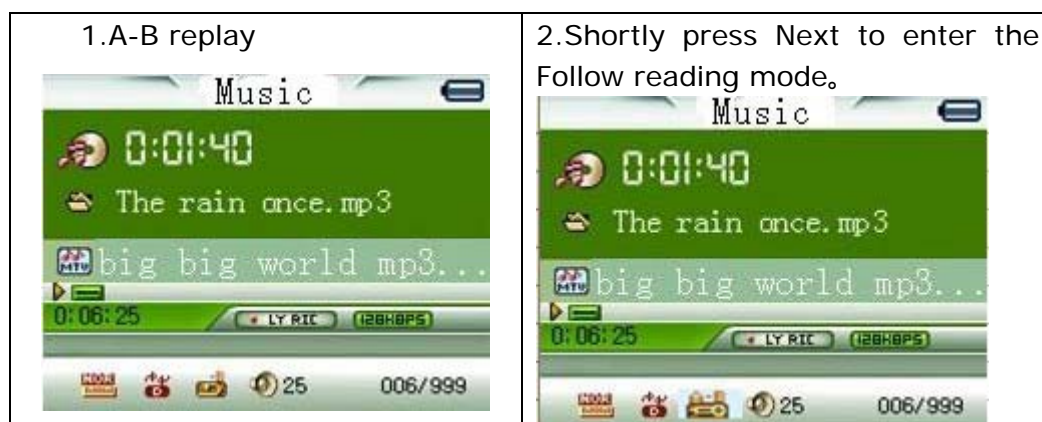 1.A-B replay
Music
0:01:40
The rain once.mp3
MTV big big world mp3...
0:06:25 LYRIC 128KBPS
25 006/999
2.Shortly press Next to enter the
Follow reading mode。
Music
0:01:40
The rain once.mp3
MTV big big world mp3...
0:06:25 LYRIC 128KBPS
25 006/999